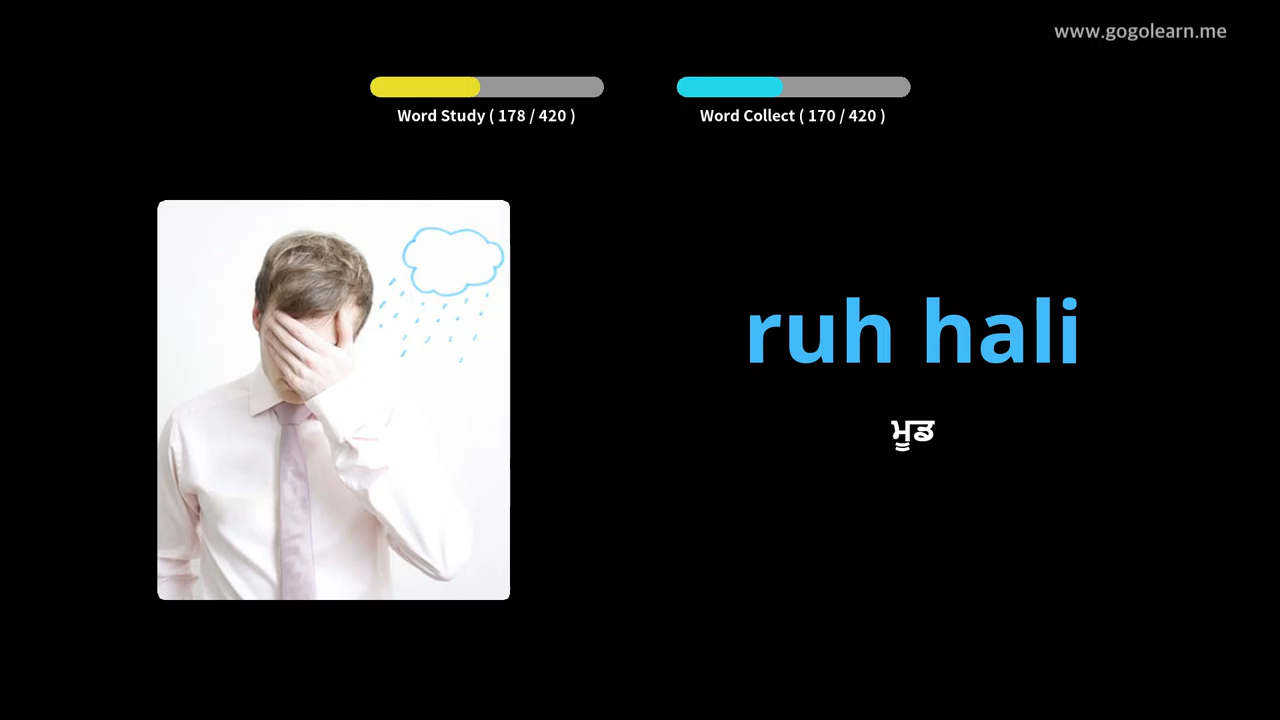 www.gogolearn.me
Word Study ( 178 / 420 )
Word Collect ( 170 / 420 )
ruh hali
ਮੂਡ